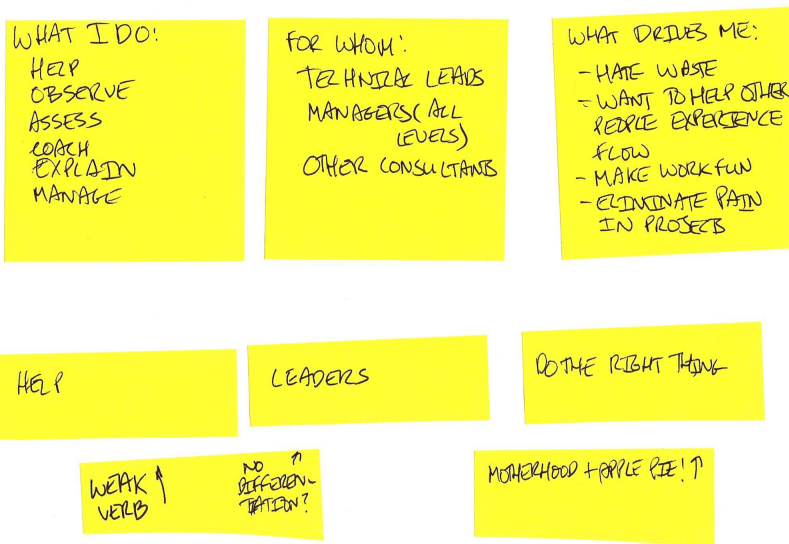 WHAT I DO:
HELP
OBSERVE
ASSESS
COACH
EXPLAIN
MANAGE
FOR WHOM:
TECHNICAL LEADS
MANAGERS (ALL
LEVELS)
OTHER CONSULTANTS
WHAT DRIVES ME:
- HATE WASTE
- WANT TO HELP OTHER
PEOPLE EXPERIENCE
FLOW
- MAKE WORK FUN
- ELIMINATE PAIN
IN PROJECTS
HELP
LEADERS
DO THE RIGHT THING
WEAK ↑
VERB
NO ↑
DIFFEREN-
TIATION?
MOTHERHOOD + APPLE PIE! ↑